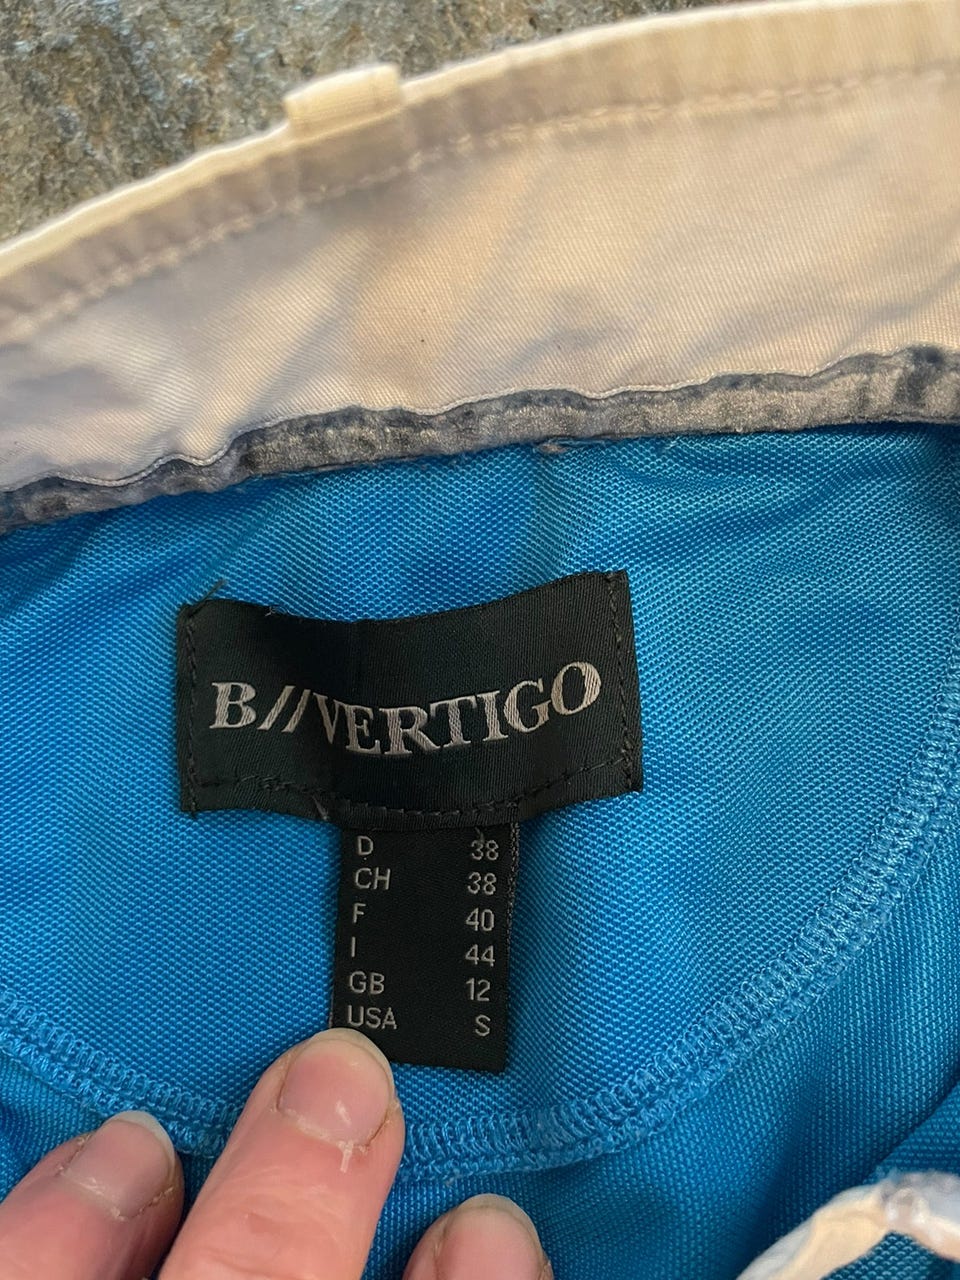 B//VERTIGO
D 38
CH 38
F 40
I 44
GB 12
USA S